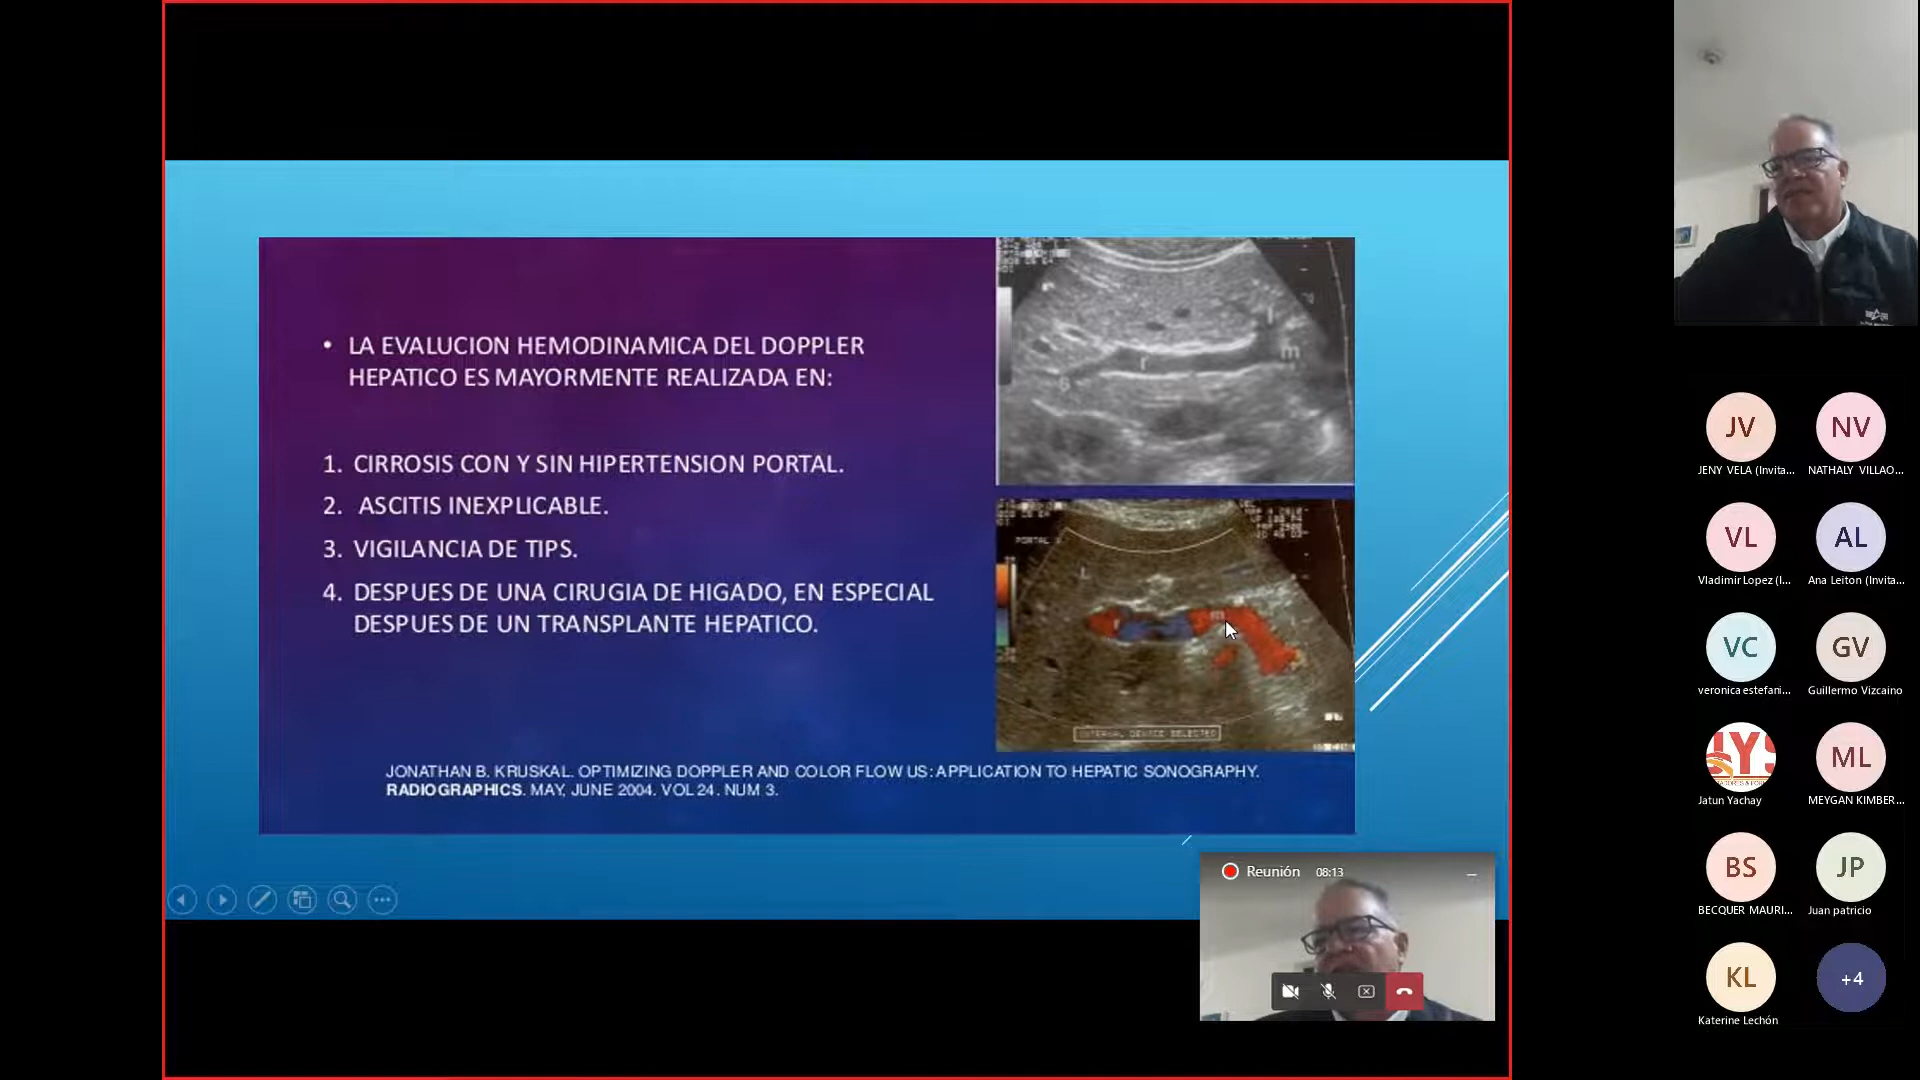 • LA EVALUCION HEMODINAMICA DEL DOPPLER
HEPATICO ES MAYORMENTE REALIZADA EN:
1. CIRROSIS CON Y SIN HIPERTENSION PORTAL.
2. ASCITIS INEXPLICABLE.
3. VIGILANCIA DE TIPS.
4. DESPUES DE UNA CIRUGIA DE HIGADO, EN ESPECIAL
DESPUES DE UN TRANSPLANTE HEPATICO.
JONATHAN B. KRUSKAL. OPTIMIZING DOPPLER AND COLOR FLOW US: APPLICATION TO HEPATIC SONOGRAPHY.
RADIOGRAPHICS. MAY, JUNE 2004. VOL 24. NUM 3.
l
r
m
s
PORTAL
L
EXTERNAL DEVICE SELECTED
Reunión 08:13
JV
JENY VELA (Invita...
NV
NATHALY VILLAO...
VL
Vladimir Lopez (I...
AL
Ana Leiton (Invita...
VC
veronica estefani...
GV
Guillermo Vizcaino
Jatun Yachay
ML
MEYGAN KIMBER...
BS
BECQUER MAURI...
JP
Juan patricio
KL
Katerine Lechón
+4